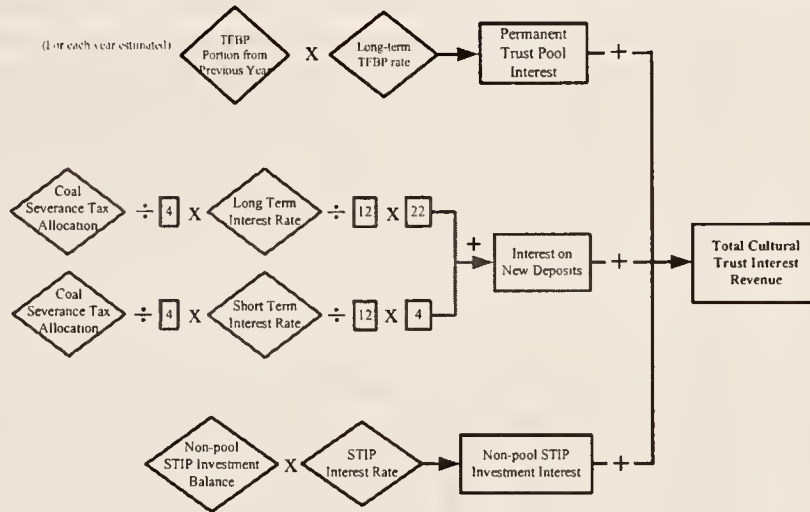 (For each year estimated)
TFBP
Portion from
Previous Year
X
Long-term
TFBP rate
Permanent
Trust Pool
Interest
+
Coal
Severance Tax
Allocation
÷ 4 X
Long Term
Interest Rate
÷ 12 X 22
+
Interest on
New Deposits
+
Total Cultural
Trust Interest
Revenue
Coal
Severance Tax
Allocation
÷ 4 X
Short Term
Interest Rate
÷ 12 X 4
Non-pool
STIP Investment
Balance
X
STIP
Interest Rate
Non-pool STIP
Investment Interest
+